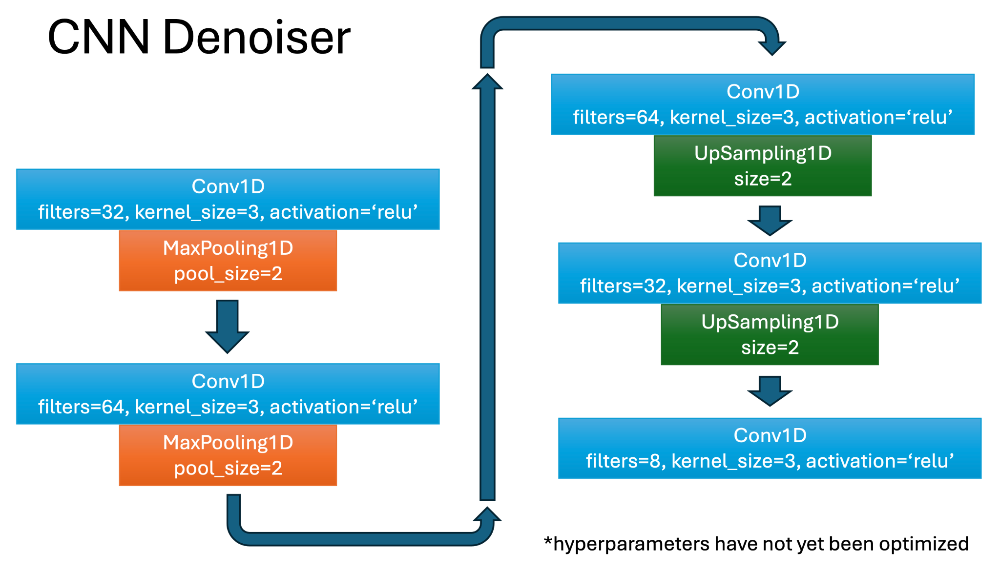 CNN Denoiser
Conv1D
filters=32, kernel_size=3, activation=‘relu’
MaxPooling1D
pool_size=2
Conv1D
filters=64, kernel_size=3, activation=‘relu’
MaxPooling1D
pool_size=2
Conv1D
filters=64, kernel_size=3, activation=‘relu’
UpSampling1D
size=2
Conv1D
filters=32, kernel_size=3, activation=‘relu’
UpSampling1D
size=2
Conv1D
filters=8, kernel_size=3, activation=‘relu’
*hyperparameters have not yet been optimized